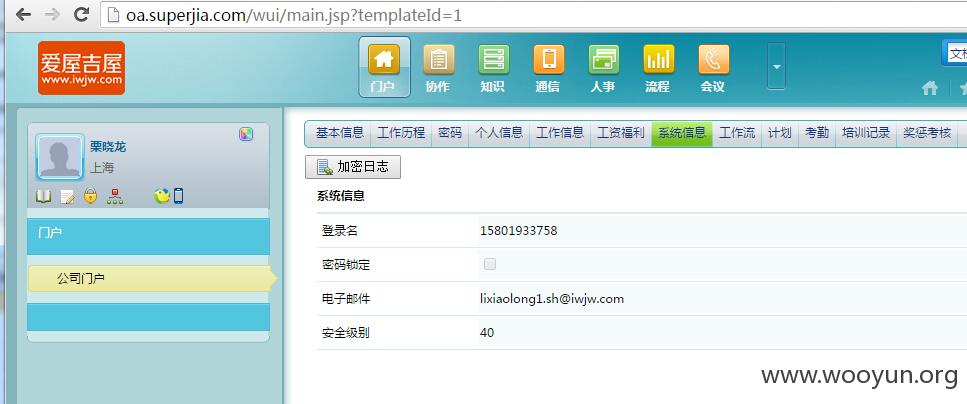 oa.superjia.com/wui/main.jsp?templateId=1
爱屋吉屋
www.iwjw.com
门户 协作 知识 通信 人事 流程 会议
文档
栗晓龙
上海
门户
公司门户
基本信息 工作历程 密码 个人信息 工作信息 工资福利 系统信息 工作流 计划 考勤 培训记录 奖惩考核
加密日志
系统信息
登录名 15801933758
密码锁定
电子邮件 lixiaolong1.sh@iwjw.com
安全级别 40
www.wooyun.org